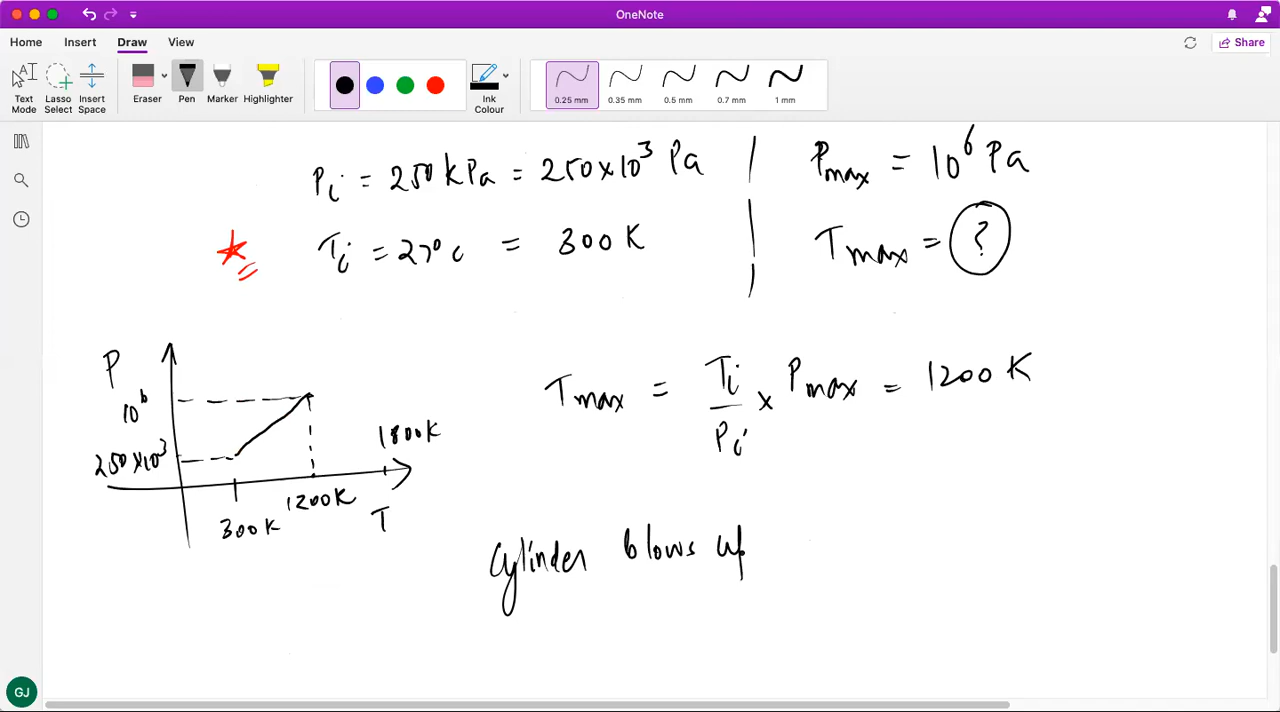 OneNote
Home Insert Draw View
Share
Text Mode
Lasso Select
Insert Space
Eraser
Pen
Marker
Highlighter
Ink Colour
0.25 mm
0.35 mm
0.5 mm
0.7 mm
1 mm
Pi = 250 kPa = 250×10³ Pa | Pmax = 10⁶ Pa
Ti = 27°C = 300 K | Tmax = ?
P
10⁶
250×10³
300K
1200K
1800K
T
Tmax = Ti/Pi × Pmax = 1200 K
Cylinder blows up
GJ